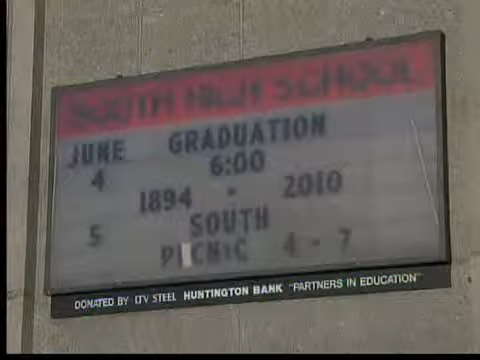 SOUTH HIGH SCHOOL
JUNE GRADUATION
4 6:00
1894 - 2010
5 SOUTH
PICNIC 4 - 7
DONATED BY LTV STEEL HUNTINGTON BANK "PARTNERS IN EDUCATION"